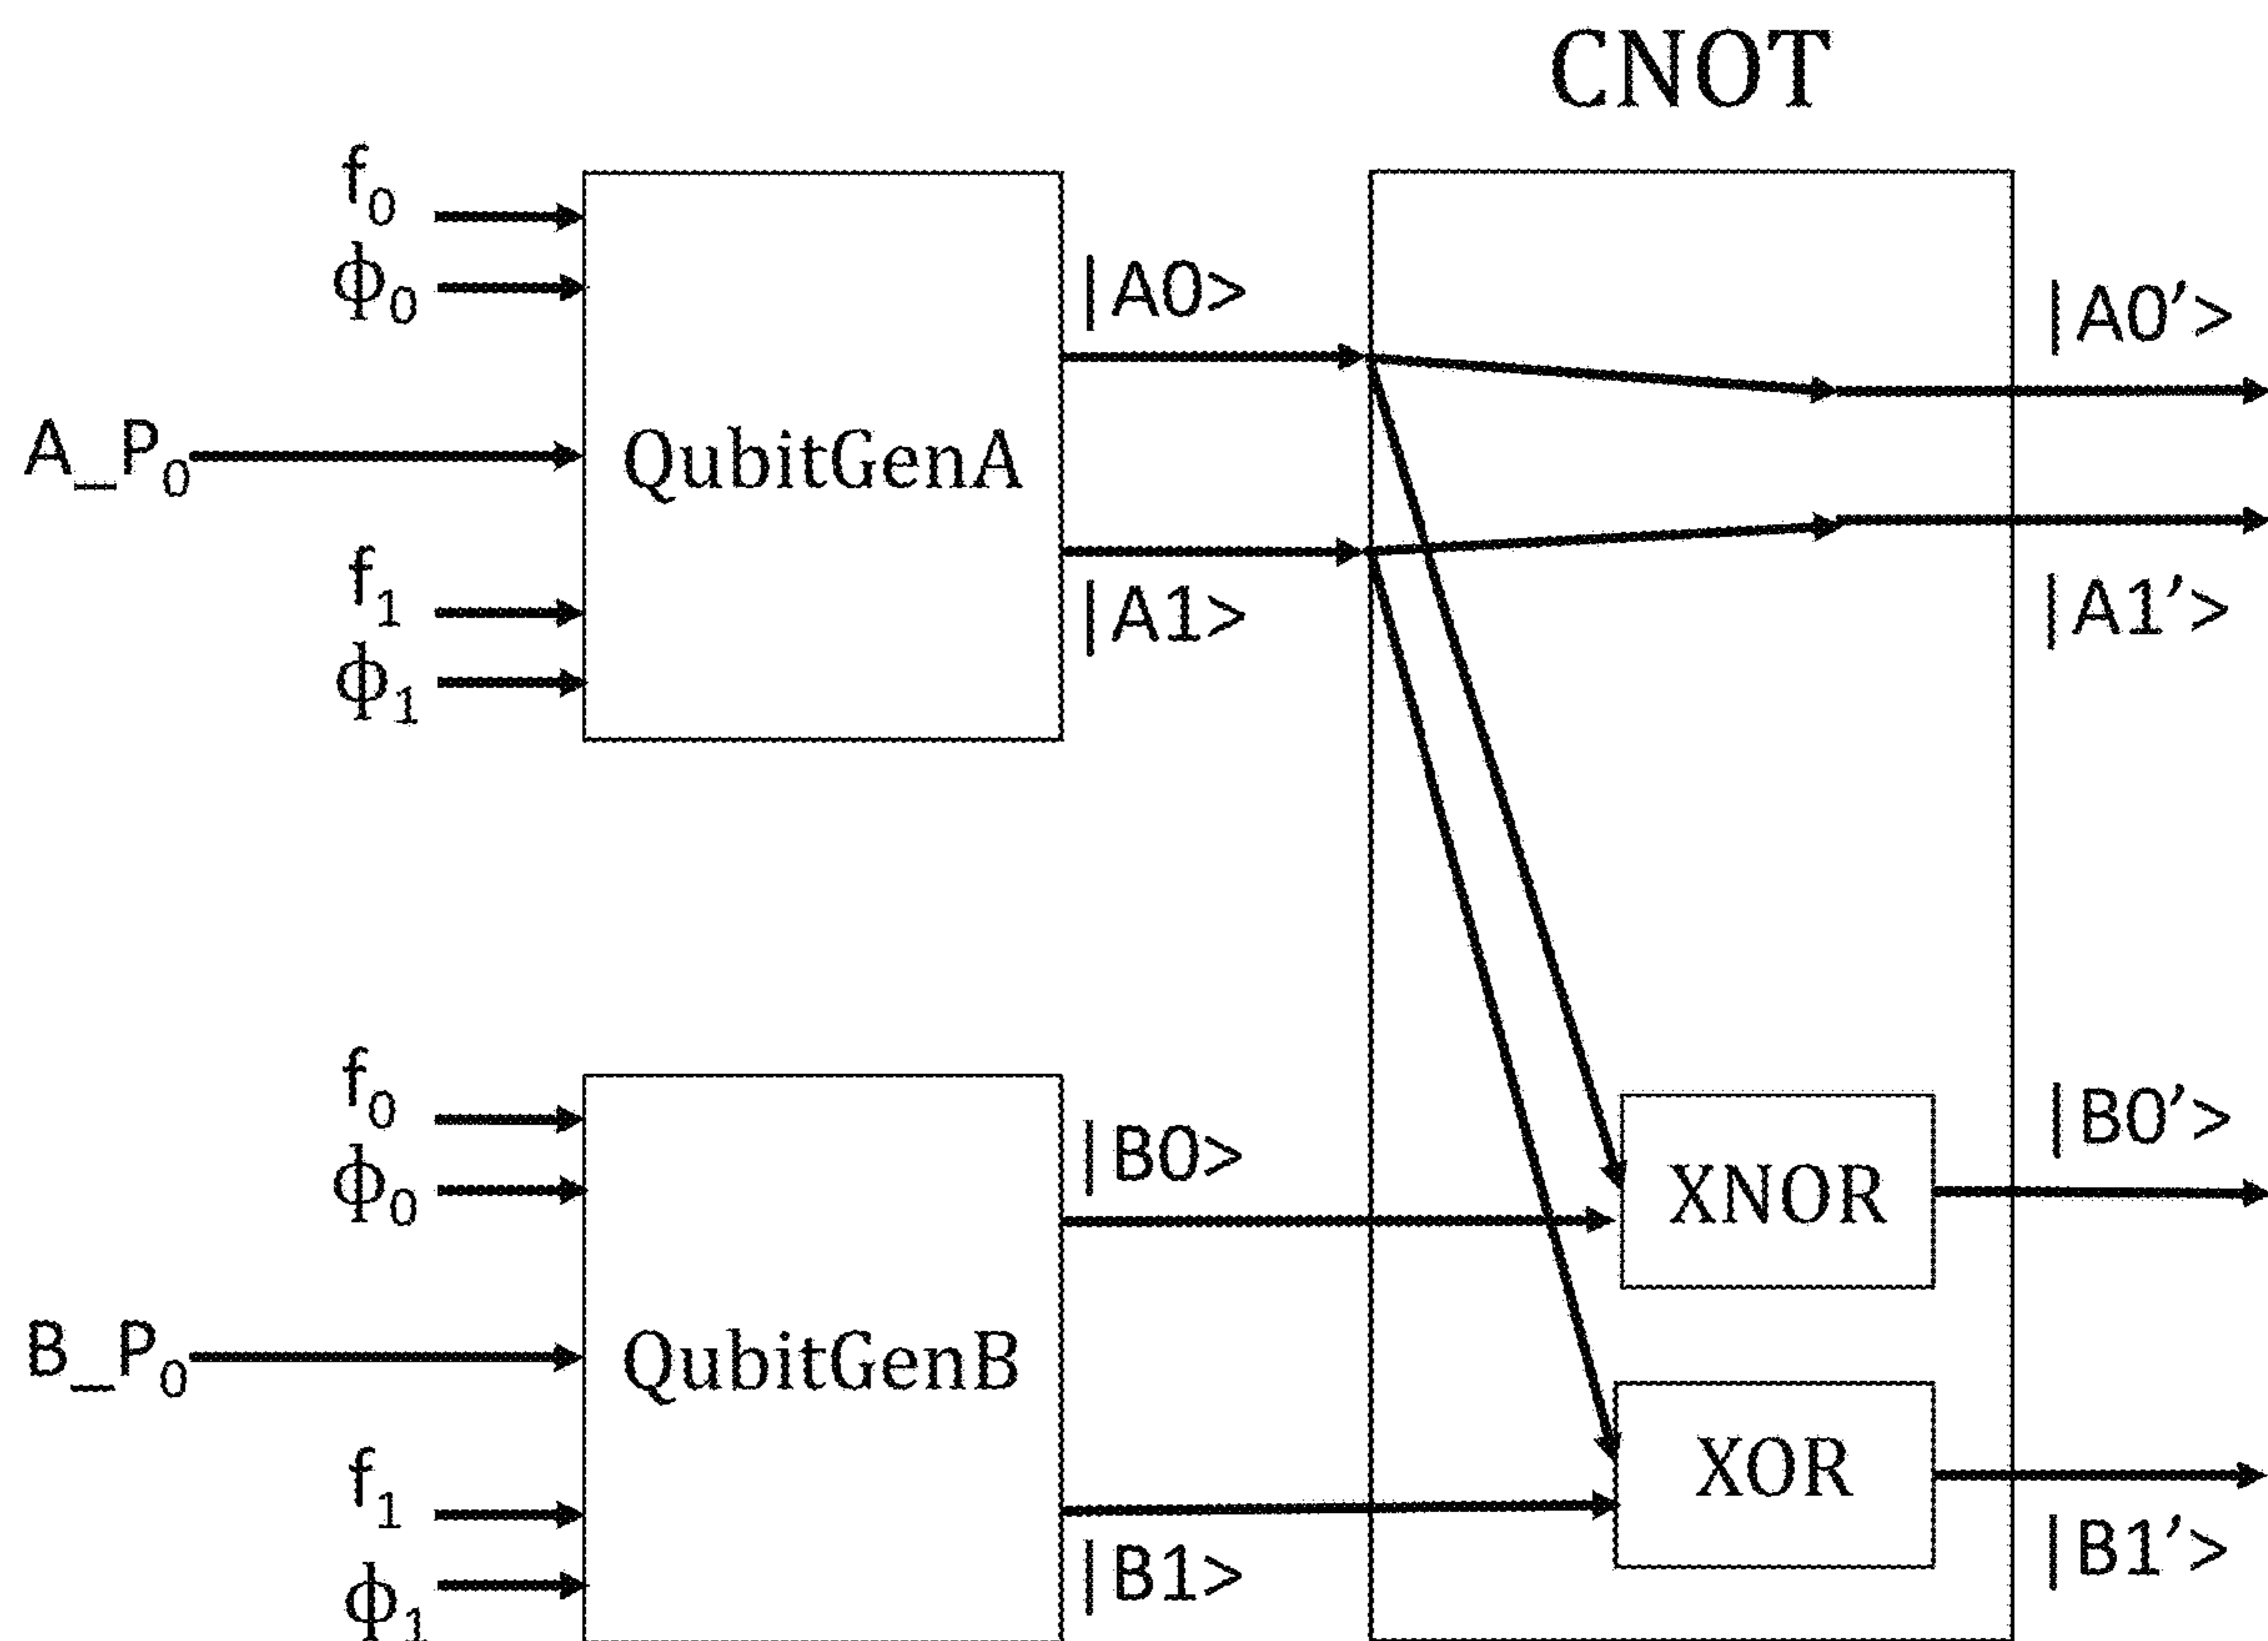 CNOT
f₀
ϕ₀
A_P₀
f₁
ϕ₁
QubitGenA
|A0>
|A1>
|A0’>
|A1’>
f₀
ϕ₀
B_P₀
f₁
ϕ₁
QubitGenB
|B0>
|B1>
XNOR
XOR
|B0’>
|B1’>